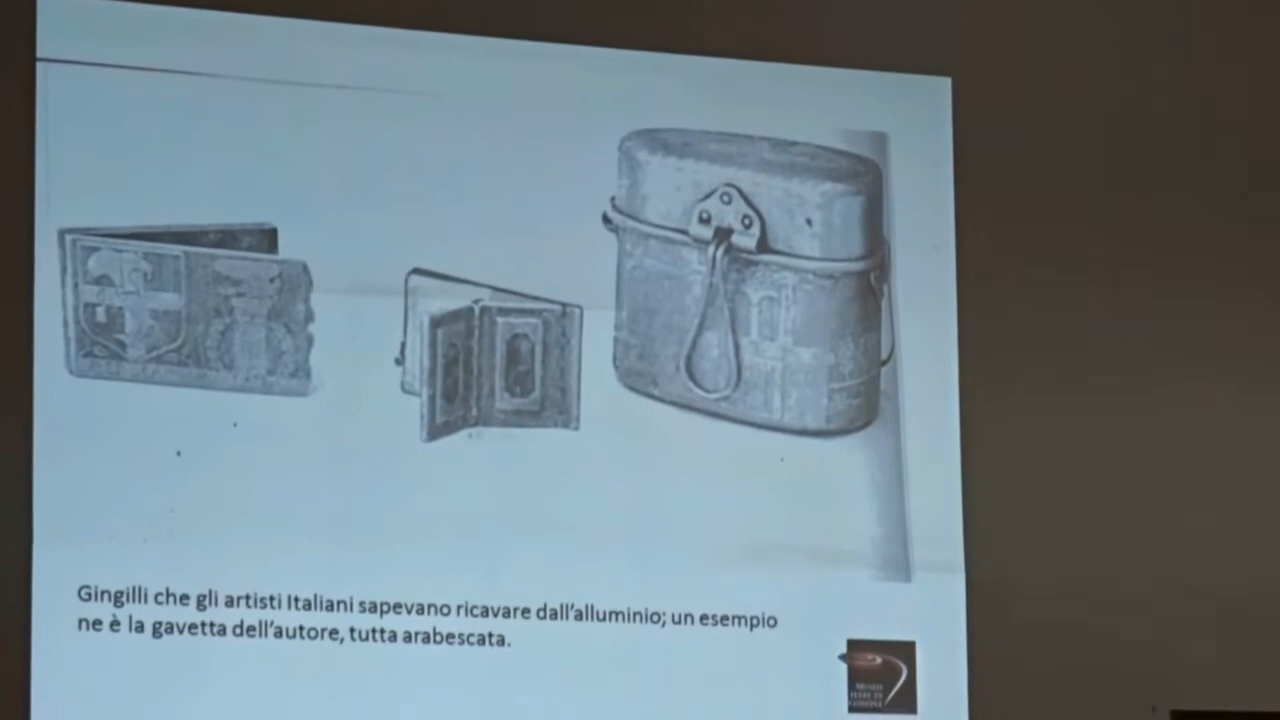 Gingilli che gli artisti Italiani sapevano ricavare dall'alluminio; un esempio
ne è la gavetta dell'autore, tutta arabescata.